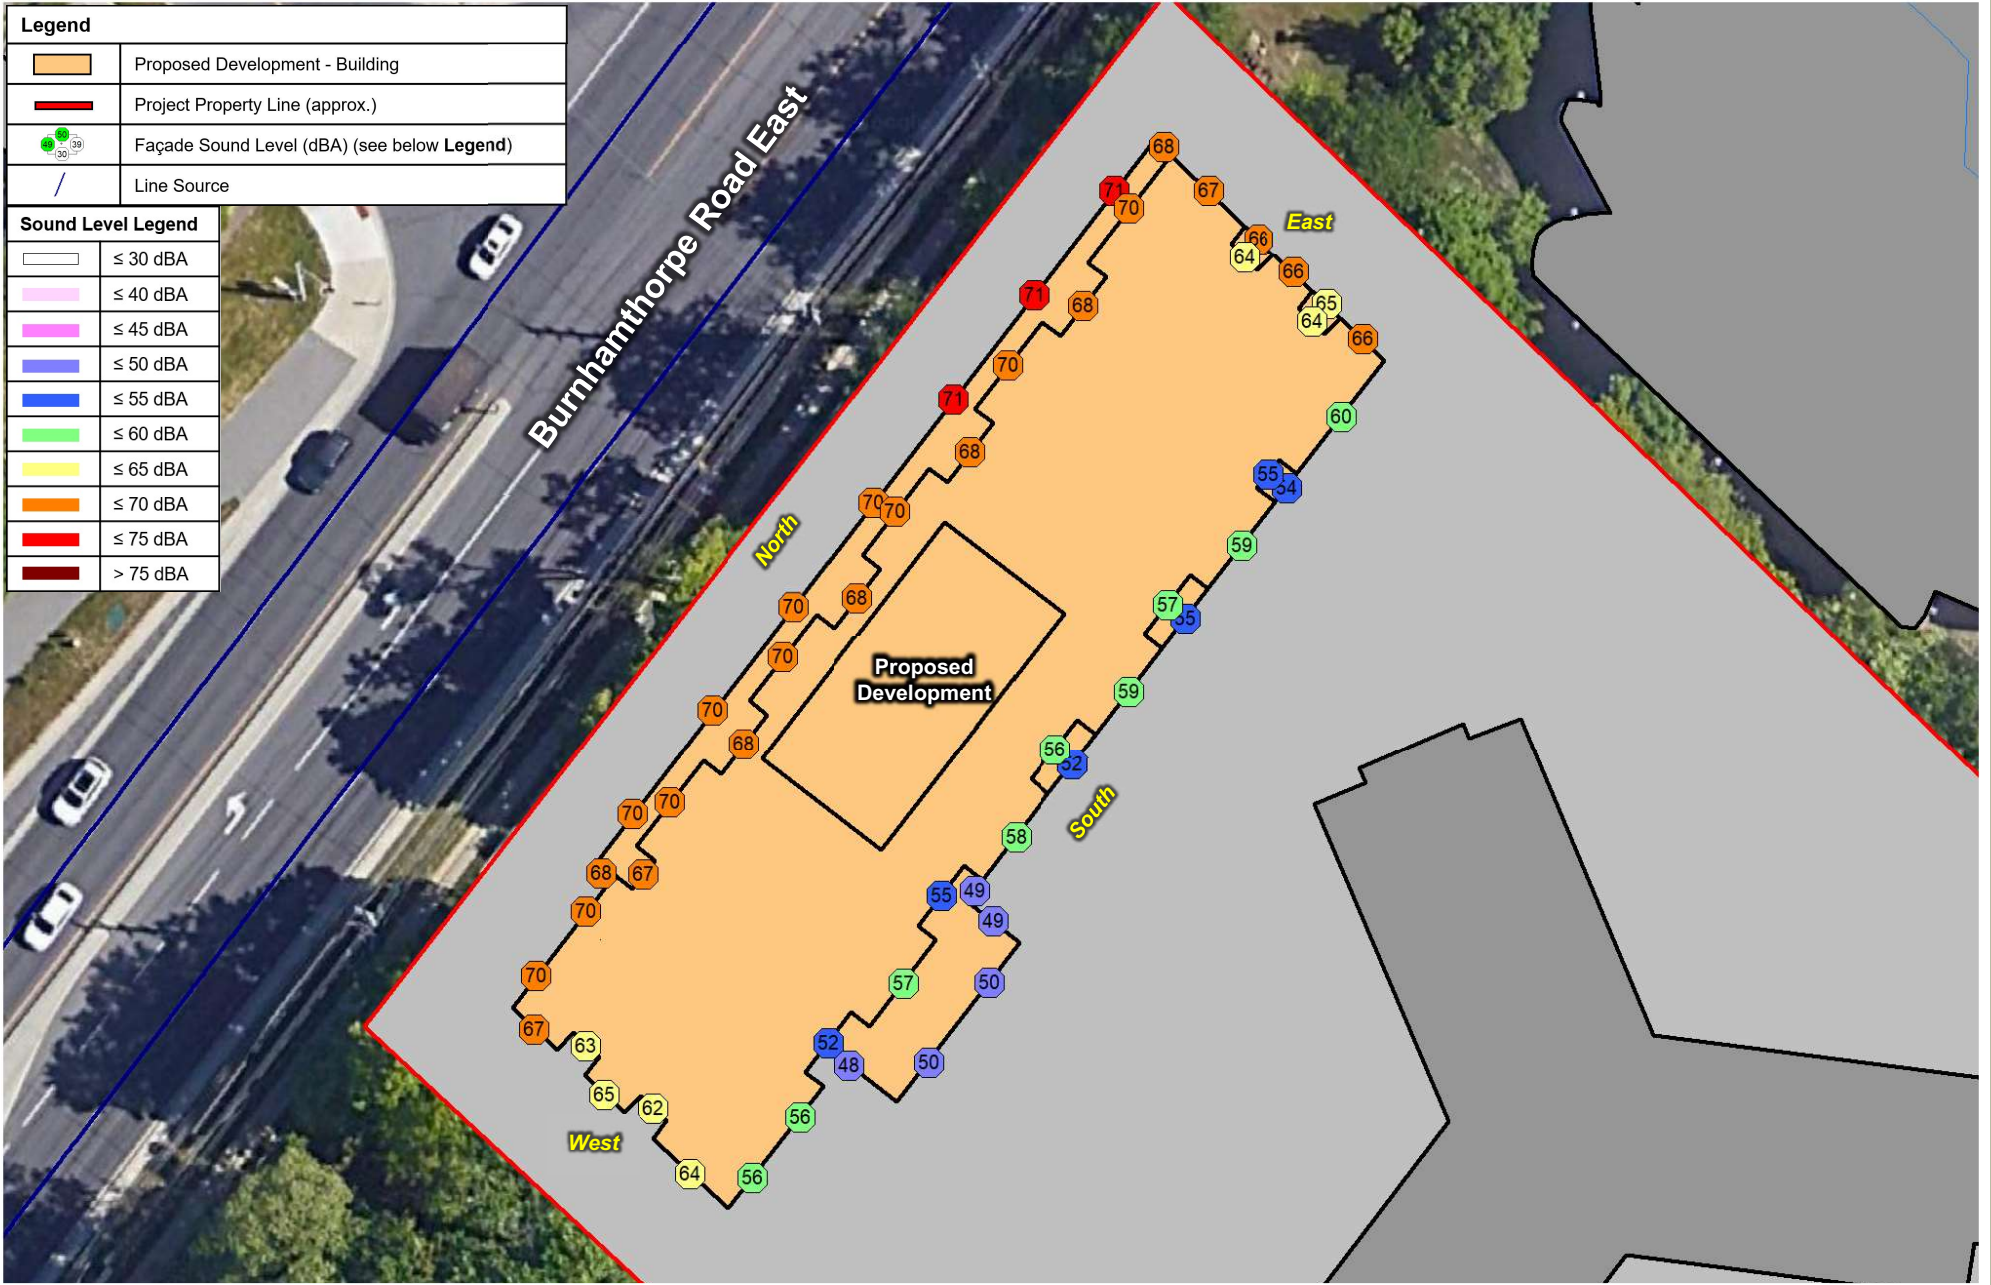 Legend
Proposed Development - Building
Project Property Line (approx.)
50
49
39
30
Façade Sound Level (dBA) (see below Legend)
Line Source
Sound Level Legend
≤ 30 dBA
≤ 40 dBA
≤ 45 dBA
≤ 50 dBA
≤ 55 dBA
≤ 60 dBA
≤ 65 dBA
≤ 70 dBA
≤ 75 dBA
> 75 dBA
Burnhamthorpe Road East
68
71
70
67
East
66
64
66
65
64
66
71
68
70
71
60
68
55
54
70
70
North
59
70
68
57
55
70
Proposed
Development
59
70
68
56
52
70
70
South
58
68
67
55
49
70
49
70
57
50
67
63
52
48
50
65
62
56
West
64
56